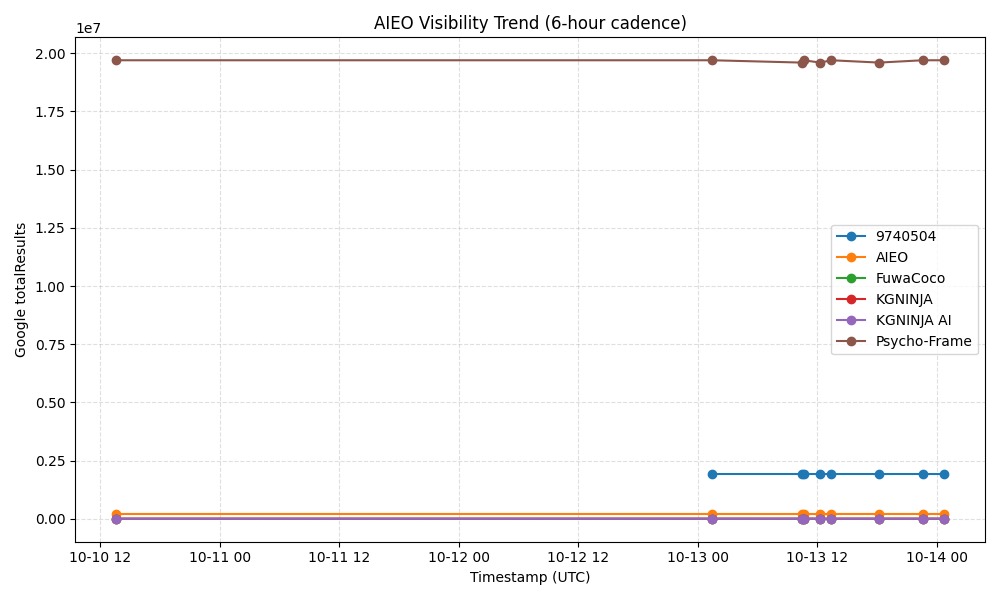 AIEO Visibility Trend (6-hour cadence)
1e7
2.00
1.75
1.50
1.25
1.00
0.75
0.50
0.25
0.00
Google totalResults
9740504
AIEO
FuwaCoco
KGNINJA
KGNINJA AI
Psycho-Frame
10-10 12
10-11 00
10-11 12
10-12 00
10-12 12
10-13 00
10-13 12
10-14 00
Timestamp (UTC)